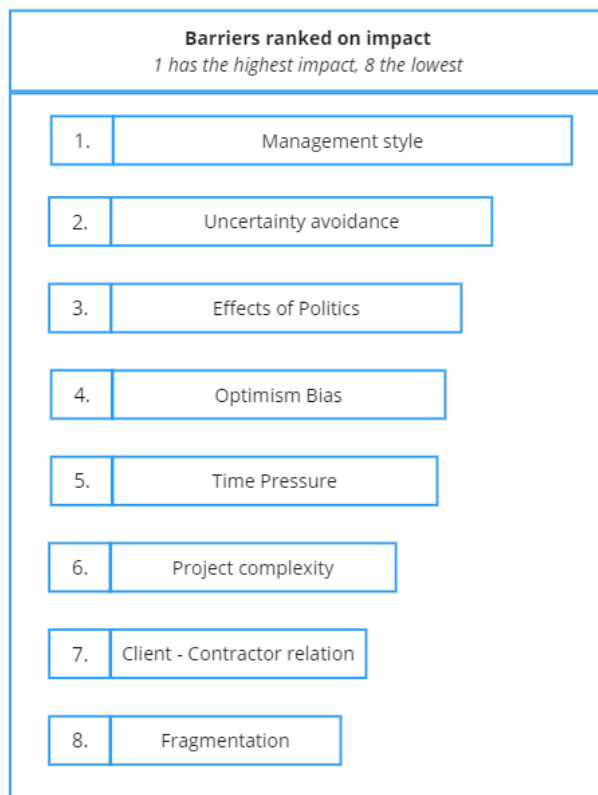 Barriers ranked on impact
1 has the highest impact, 8 the lowest
1. Management style
2. Uncertainty avoidance
3. Effects of Politics
4. Optimism Bias
5. Time Pressure
6. Project complexity
7. Client - Contractor relation
8. Fragmentation